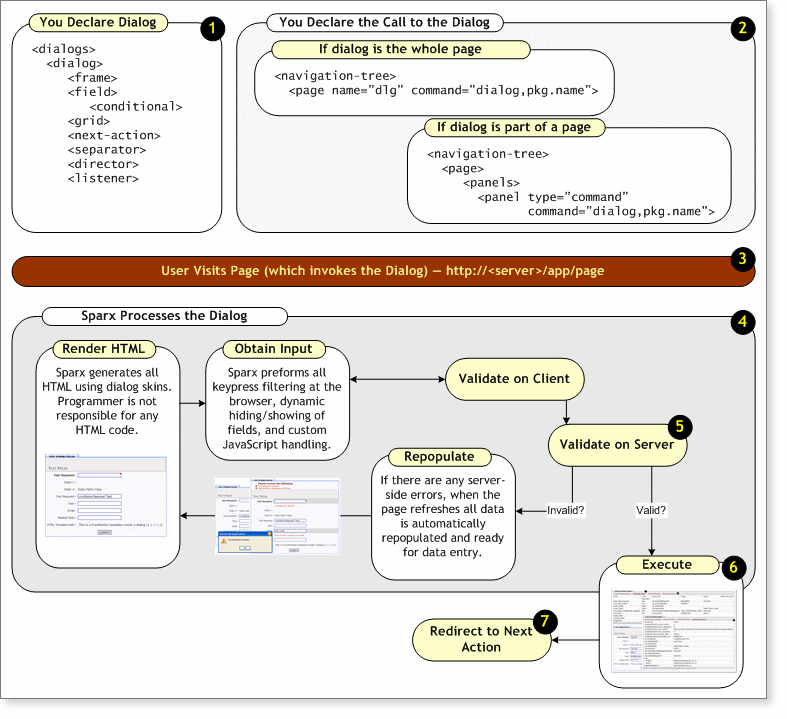 You Declare Dialog
1
<dialogs>
<dialog>
<frame>
<field>
<conditional>
<grid>
<next-action>
<separator>
<director>
<listener>
You Declare the Call to the Dialog
2
If dialog is the whole page
<navigation-tree>
<page name="dlg" command="dialog,pkg.name”>
If dialog is part of a page
<navigation-tree>
<page>
<panels>
<panel type=”command”
command=”dialog,pkg.name”>
User Visits Page (which invokes the Dialog) — http://<server>/app/page
3
Sparx Processes the Dialog
4
Render HTML
Sparx generates all
HTML using dialog skins.
Programmer is not
responsible for any
HTML code.
Obtain Input
Sparx preforms all
keypress filtering at the
browser, dynamic
hiding/showing of
fields, and custom
JavaScript handling.
Validate on Client
5
Validate on Server
Repopulate
If there are any server-
side errors, when the
page refreshes all data
is automatically
repopulated and ready
for data entry.
Invalid?
Valid?
Execute
6
7
Redirect to Next
Action